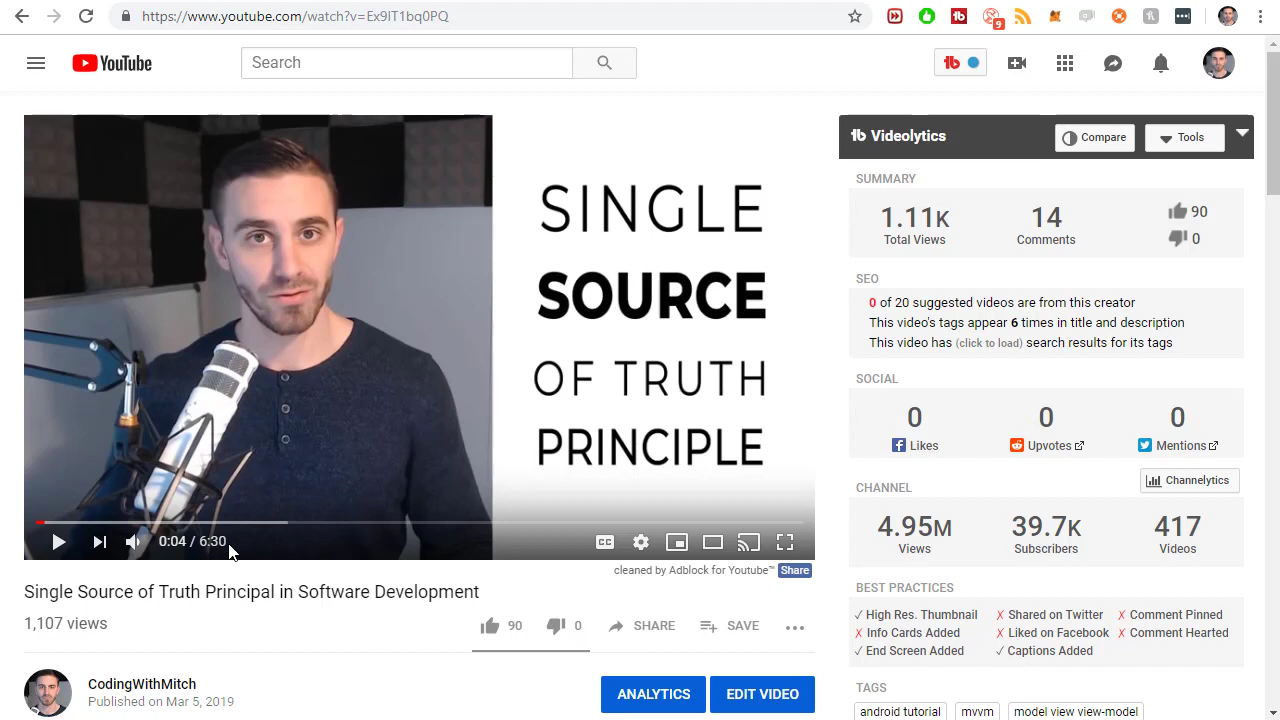 https://www.youtube.com/watch?v=Ex9IT1bq0PQ
9
YouTube
Search
SINGLE
SOURCE
OF TRUTH
PRINCIPLE
0:04 / 6:30
CC
cleaned by Adblock for Youtube™ Share
Single Source of Truth Principal in Software Development
1,107 views
90
0
SHARE
SAVE
CodingWithMitch
Published on Mar 5, 2019
ANALYTICS
EDIT VIDEO
Videolytics
Compare
Tools
SUMMARY
1.11K
14
90
Total Views
Comments
0
SEO
0 of 20 suggested videos are from this creator
This video's tags appear 6 times in title and description
This video has (click to load) search results for its tags
SOCIAL
0
0
0
Likes
Upvotes
Mentions
Channelytics
CHANNEL
4.95M
39.7K
417
Views
Subscribers
Videos
BEST PRACTICES
✓ High Res. Thumbnail
✗ Shared on Twitter
✗ Comment Pinned
✗ Info Cards Added
✗ Liked on Facebook
✗ Comment Hearted
✓ End Screen Added
✓ Captions Added
TAGS
android tutorial
mvvm
model view view-model